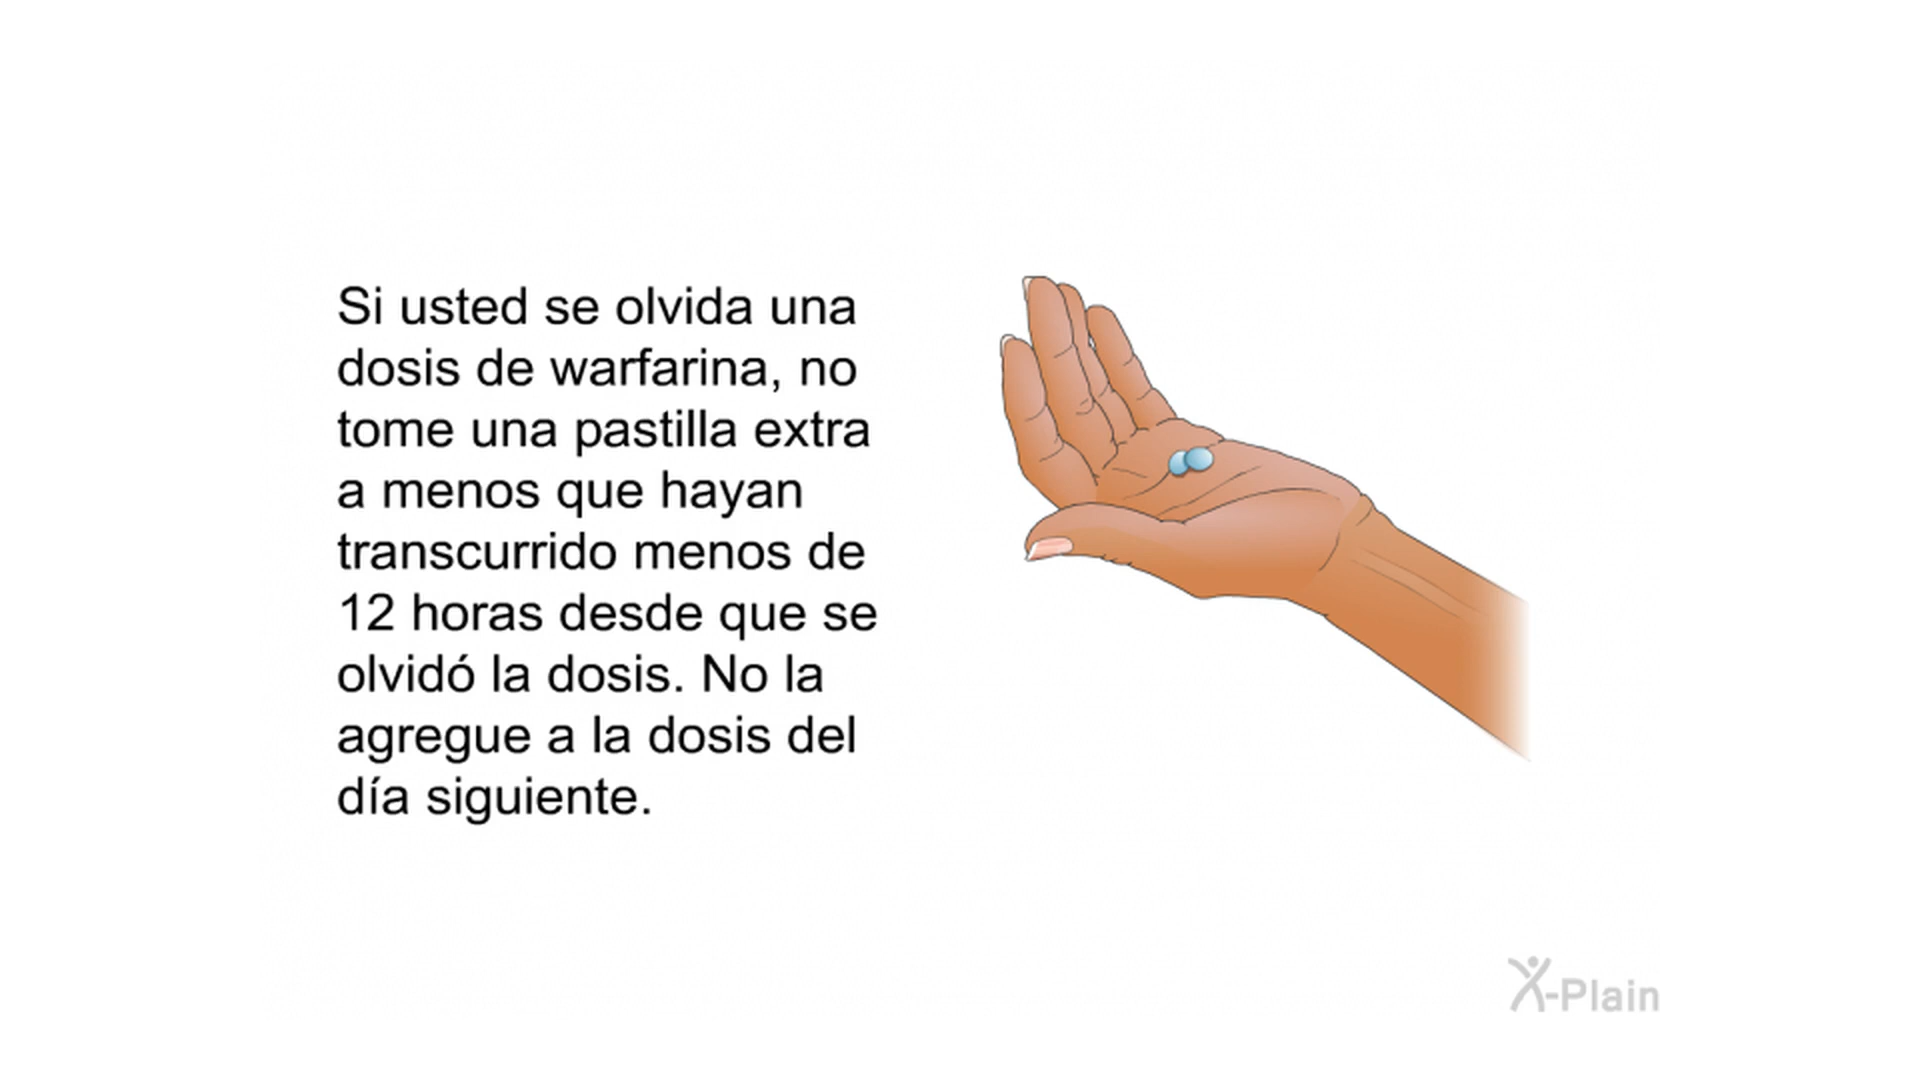 Si usted se olvida una
dosis de warfarina, no
tome una pastilla extra
a menos que hayan
transcurrido menos de
12 horas desde que se
olvidó la dosis. No la
agregue a la dosis del
día siguiente.
X-Plain